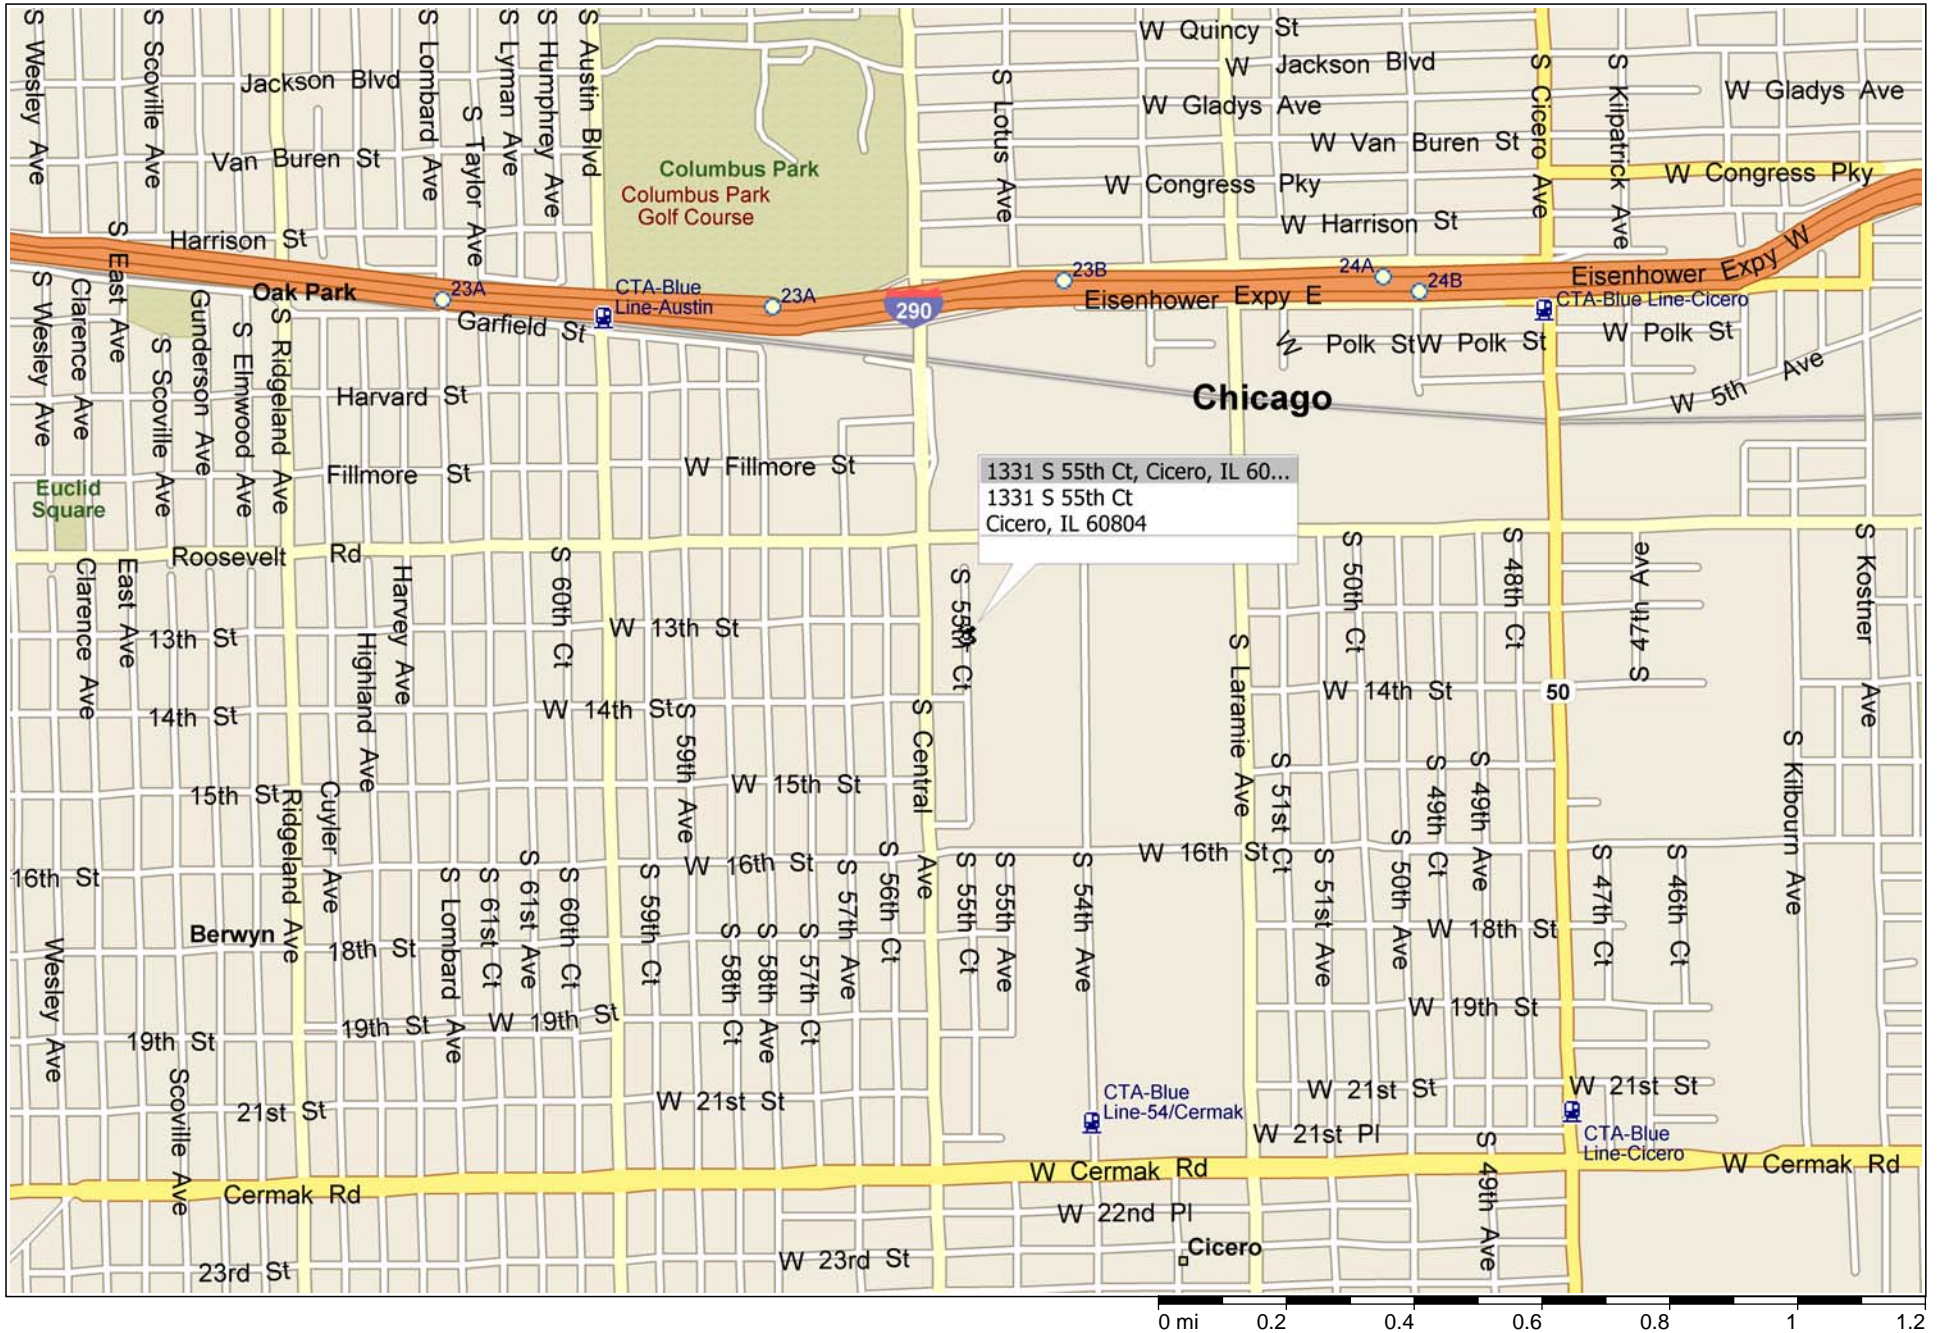 S Wesley Ave
S Scoville Ave
Jackson Blvd
S Lombard Ave
S Taylor Ave
S Lyman Ave
S Humphrey Ave
S Austin Blvd
Van Buren St
Columbus Park
Columbus Park
Golf Course
S Lotus Ave
W Quincy St
W Jackson Blvd
W Gladys Ave
W Van Buren St
W Congress Pky
W Harrison St
S Cicero Ave
S Kilpatrick Ave
W Gladys Ave
W Congress Pky
Harrison St
S East Ave
Oak Park
23A
CTA-Blue
Line-Austin
23A
290
23B
24A
24B
Eisenhower Expy E
Eisenhower Expy W
CTA-Blue Line-Cicero
Garfield St
W Polk St
W Polk St
W Polk St
W 5th Ave
S Wesley Ave
Clarence Ave
S Scoville Ave
Gunderson Ave
S Elmwood Ave
S Ridgeland Ave
Harvard St
Chicago
Fillmore St
W Fillmore St
Euclid
Square
1331 S 55th Ct, Cicero, IL 60...
1331 S 55th Ct
Cicero, IL 60804
Roosevelt Rd
Clarence Ave
East Ave
Harvey Ave
Highland Ave
S 60th Ct
S 55th Ct
S 50th Ct
S 48th Ct
S 47th Ave
S Kostner Ave
13th St
W 13th St
14th St
W 14th St
S 59th Ave
S Central Ave
S Laramie Ave
W 14th St
50
15th St
Ridgeland Ave
Cuyler Ave
W 15th St
S 51st Ct
S 49th Ct
S 49th Ave
S Kilbourn Ave
16th St
W 16th St
W 16th St
Berwyn
18th St
S Lombard Ave
S 61st Ct
S 61st Ave
S 60th Ct
S 59th Ct
S 58th Ct
S 58th Ave
S 57th Ct
S 57th Ave
S 56th Ct
S 55th Ct
S 55th Ave
S 54th Ave
S 51st Ave
S 50th Ave
W 18th St
S 47th Ct
S 46th Ct
Wesley Ave
19th St
19th St
W 19th St
W 19th St
Scoville Ave
21st St
W 21st St
CTA-Blue
Line-54/Cermak
W 21st St
W 21st St
W 21st Pl
CTA-Blue
Line-Cicero
S 49th Ave
Cermak Rd
W Cermak Rd
W Cermak Rd
W 22nd Pl
23rd St
W 23rd St
Cicero
0 mi 0.2 0.4 0.6 0.8 1 1.2